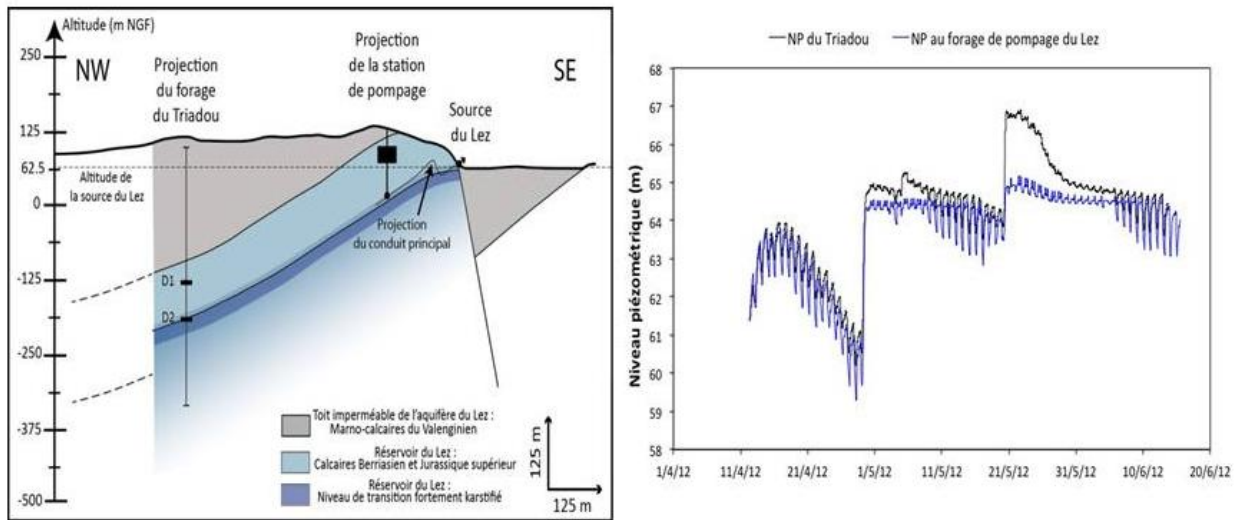 Altitude (m NGF)
250
125
62.5
0
-125
-250
-375
-500
NW
SE
Projection
du forage
du Triadou
Projection
de la station
de pompage
Source
du Lez
Altitude de
la source du Lez
Projection
du conduit principal
D1
D2
Toit imperméable de l'aquifère du Lez :
Marno-calcaires du Valenginien
Réservoir du Lez :
Calcaires Berriasien et Jurassique supérieur
Réservoir du Lez :
Niveau de transition fortement karstifié
125 m
125 m
NP du Triadou
NP au forage de pompage du Lez
Niveau piézométrique (m)
68
67
66
65
64
63
62
61
60
59
58
1/4/12
11/4/12
21/4/12
1/5/12
11/5/12
21/5/12
31/5/12
10/6/12
20/6/12